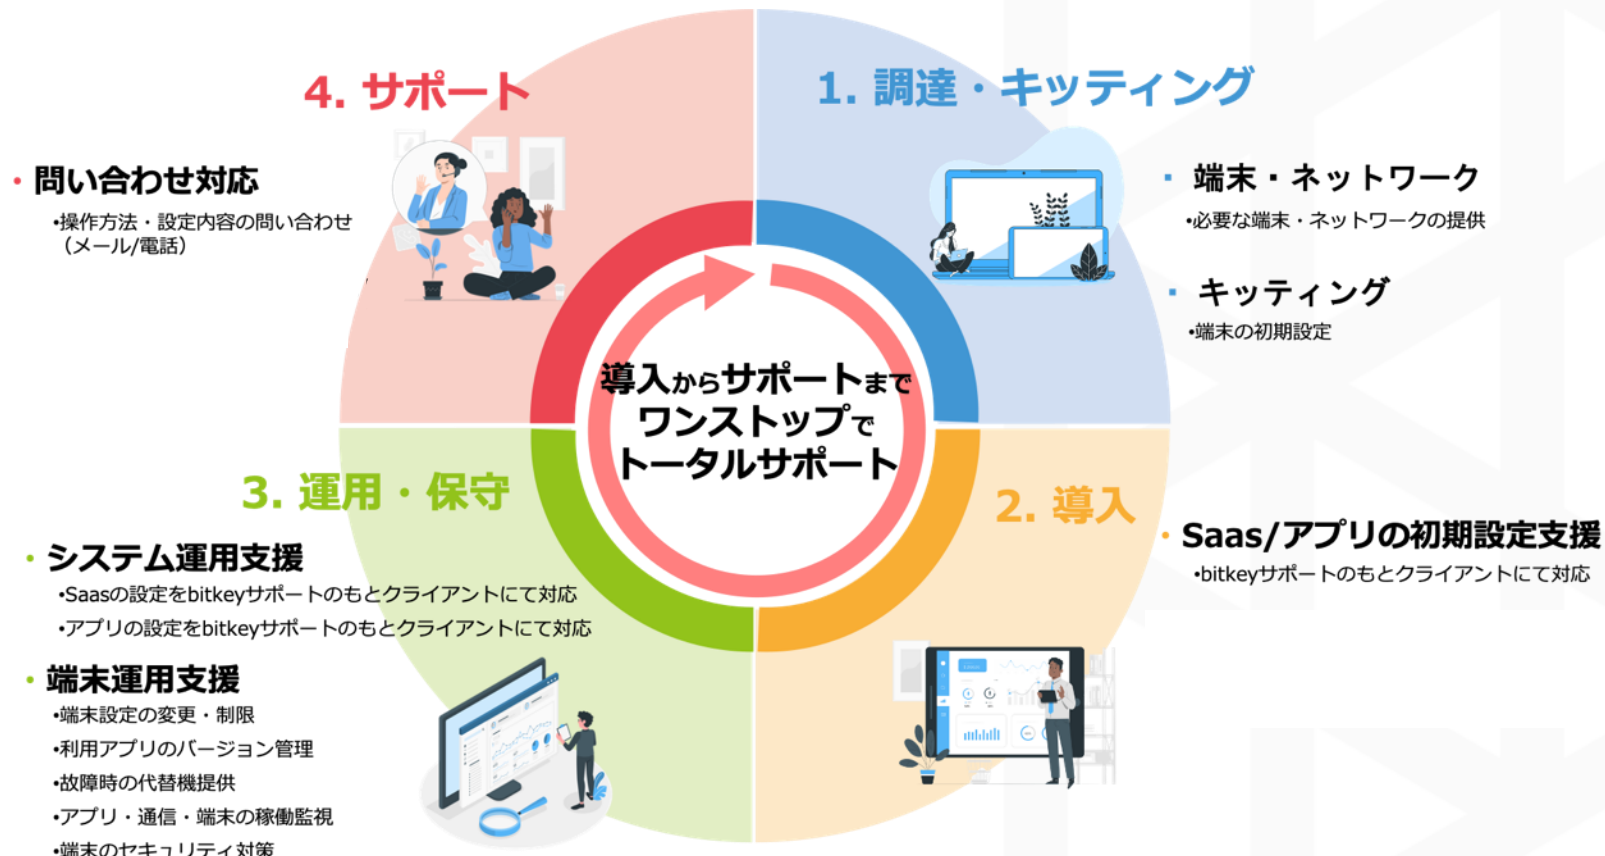 1. 調達・キッティング
▪ 端末・ネットワーク
•必要な端末・ネットワークの提供
▪ キッティング
•端末の初期設定
2. 導入
・Saas/アプリの初期設定支援
•bitkeyサポートのもとクライアントにて対応
3. 運用・保守
・システム運用支援
•Saasの設定をbitkeyサポートのもとクライアントにて対応
•アプリの設定をbitkeyサポートのもとクライアントにて対応
・端末運用支援
•端末設定の変更・制限
•利用アプリのバージョン管理
•故障時の代替機提供
•アプリ・通信・端末の稼働監視
•端末のセキュリティ対策
4. サポート
・問い合わせ対応
•操作方法・設定内容の問い合わせ
（メール/電話）
導入からサポートまで
ワンストップで
トータルサポート